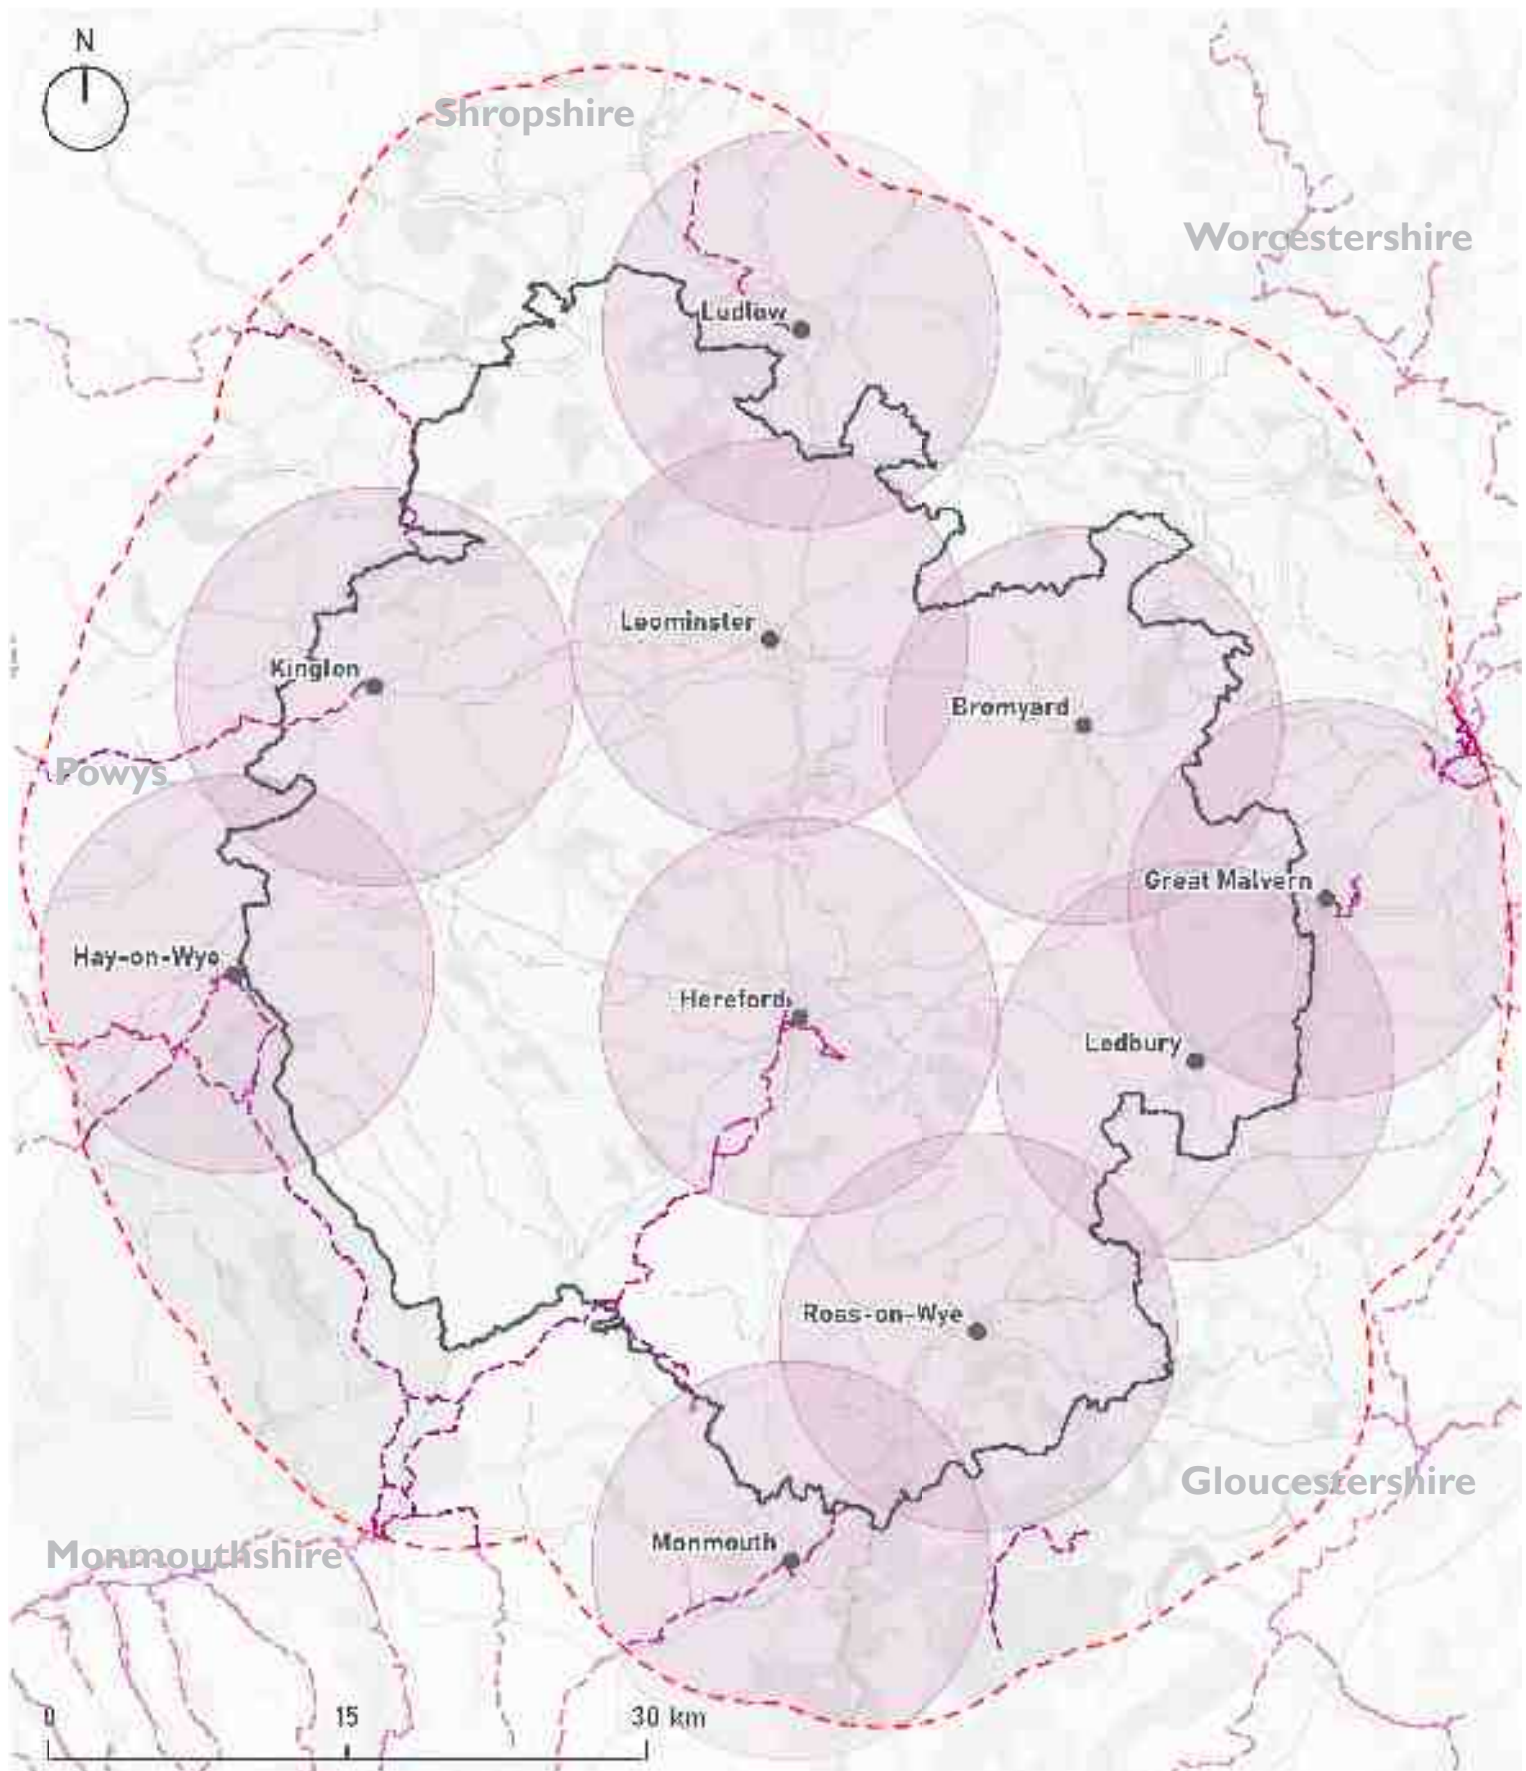 N
Shropshire
Worcestershire
Ludlow
Leominster
Kington
Bromyard
Powys
Great Malvern
Hay-on-Wye
Hereford
Ledbury
Ross-on-Wye
Gloucestershire
Monmouth
Monmouthshire
0 15 30 km